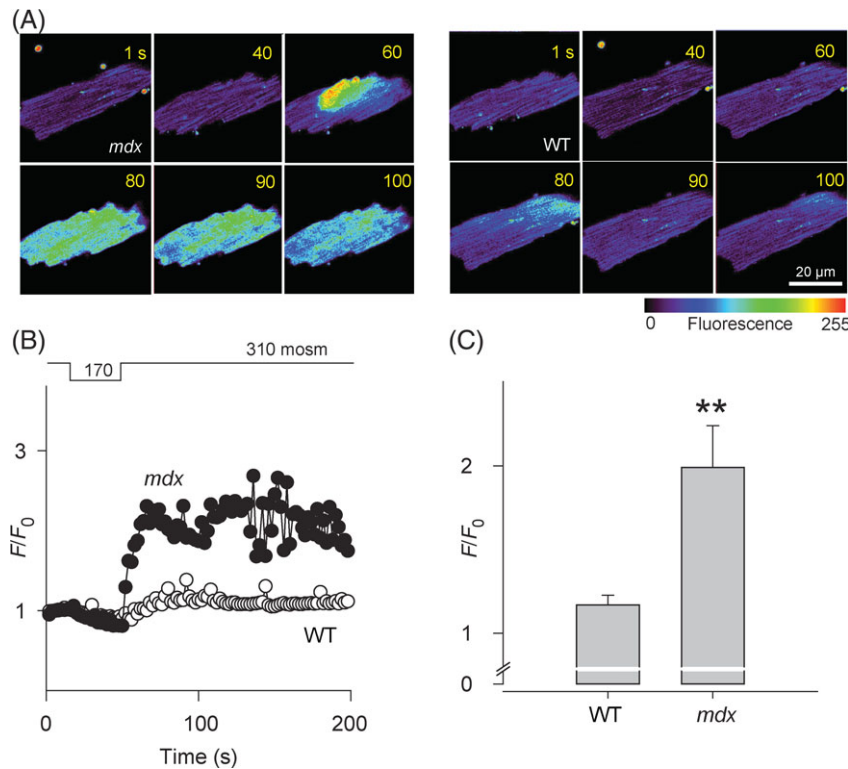 (A)
1 s 40 60
mdx
80 90 100
40 60
1 s
WT
80 90 100
20 µm
0 Fluorescence 255
(B)
310 mosm
170
3
mdx
F/F0
1
WT
0 100 200
Time (s)
(C)
**
2
F/F0
1
0
WT mdx